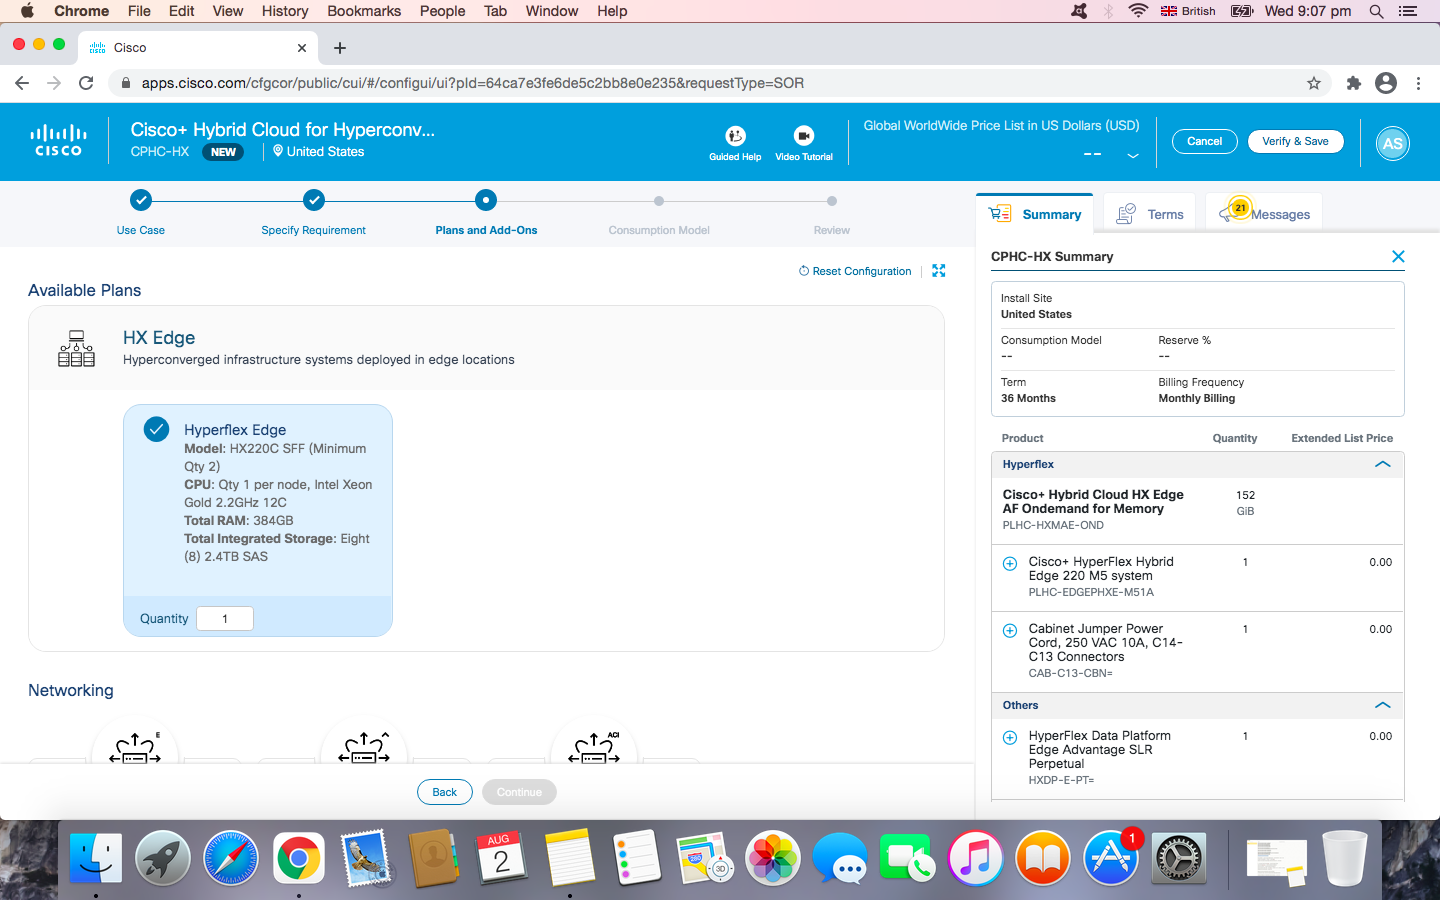 Chrome File Edit View History Bookmarks People Tab Window Help British Wed 9:07 pm
Cisco
apps.cisco.com/cfgcor/public/cui/#/configui/ui?pId=64ca7e3fe6de5c2bb8e0e235&requestType=SOR
CISCO
Cisco+ Hybrid Cloud for Hyperconv...
CPHC-HX NEW United States
Guided Help
Video Tutorial
Global WorldWide Price List in US Dollars (USD)
--
Cancel
Verify & Save
AS
Use Case
Specify Requirement
Plans and Add-Ons
Consumption Model
Review
Reset Configuration
Available Plans
HX Edge
Hyperconverged infrastructure systems deployed in edge locations
Hyperflex Edge
Model: HX220C SFF (Minimum
Qty 2)
CPU: Qty 1 per node, Intel Xeon
Gold 2.2GHz 12C
Total RAM: 384GB
Total Integrated Storage: Eight
(8) 2.4TB SAS
Quantity 1
Networking
E
ACI
Back
Continue
Summary
Terms
21
Messages
CPHC-HX Summary
Install Site
United States
Consumption Model Reserve %
-- --
Term Billing Frequency
36 Months Monthly Billing
Product Quantity Extended List Price
Hyperflex
Cisco+ Hybrid Cloud HX Edge 152
AF Ondemand for Memory GiB
PLHC-HXMAE-OND
Cisco+ HyperFlex Hybrid 1 0.00
Edge 220 M5 system
PLHC-EDGEPHXE-M51A
Cabinet Jumper Power 1 0.00
Cord, 250 VAC 10A, C14-
C13 Connectors
CAB-C13-CBN=
Others
HyperFlex Data Platform 1 0.00
Edge Advantage SLR
Perpetual
HXDP-E-PT=
AUG
2
280
3D
1